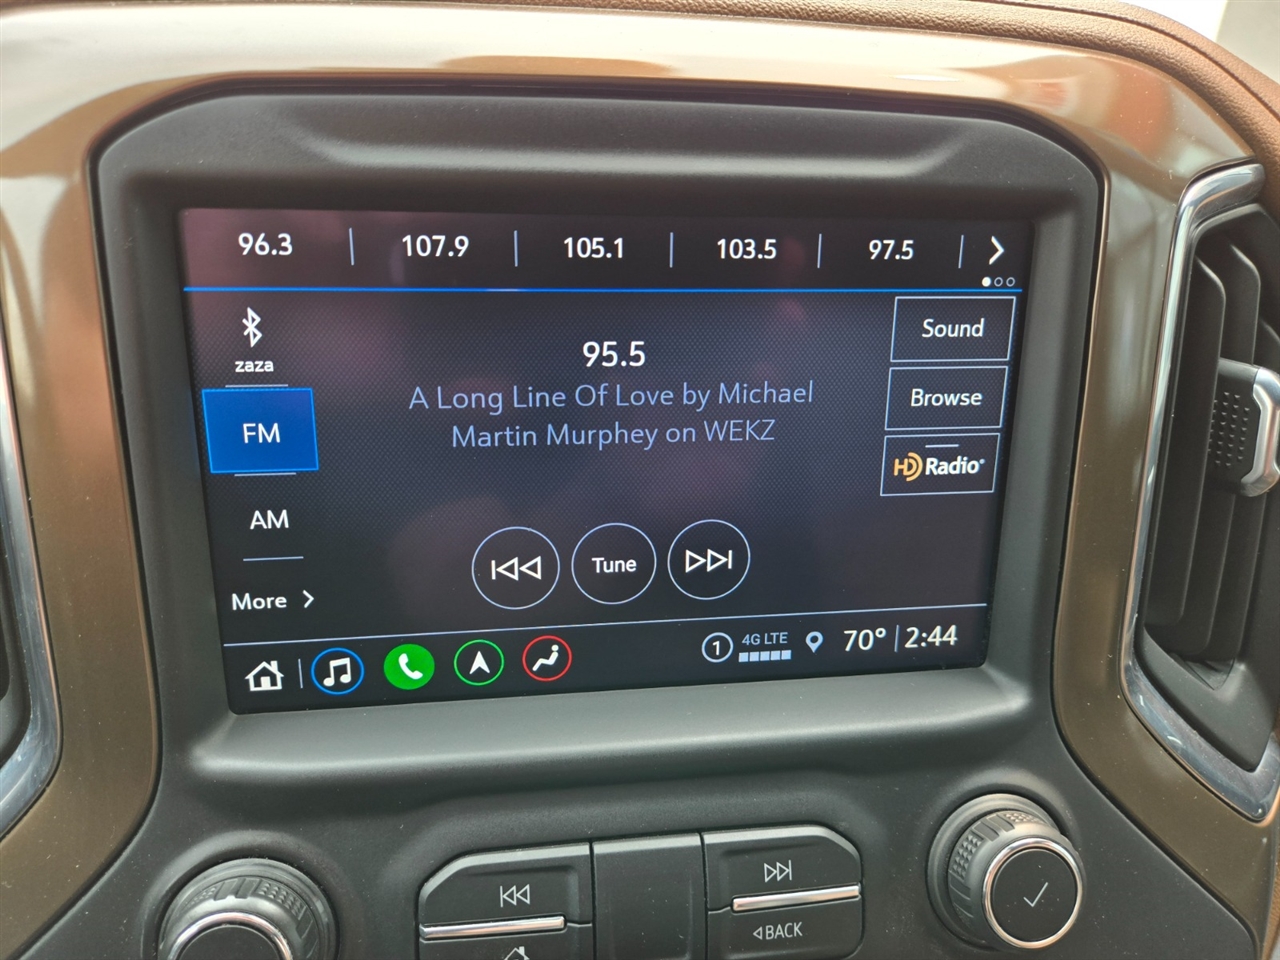 96.3 107.9 105.1 103.5 97.5
zaza
FM
AM
More
95.5
A Long Line Of Love by Michael
Martin Murphey on WEKZ
Tune
Sound
Browse
HD Radio
1 4G LTE 70° 2:44
BACK